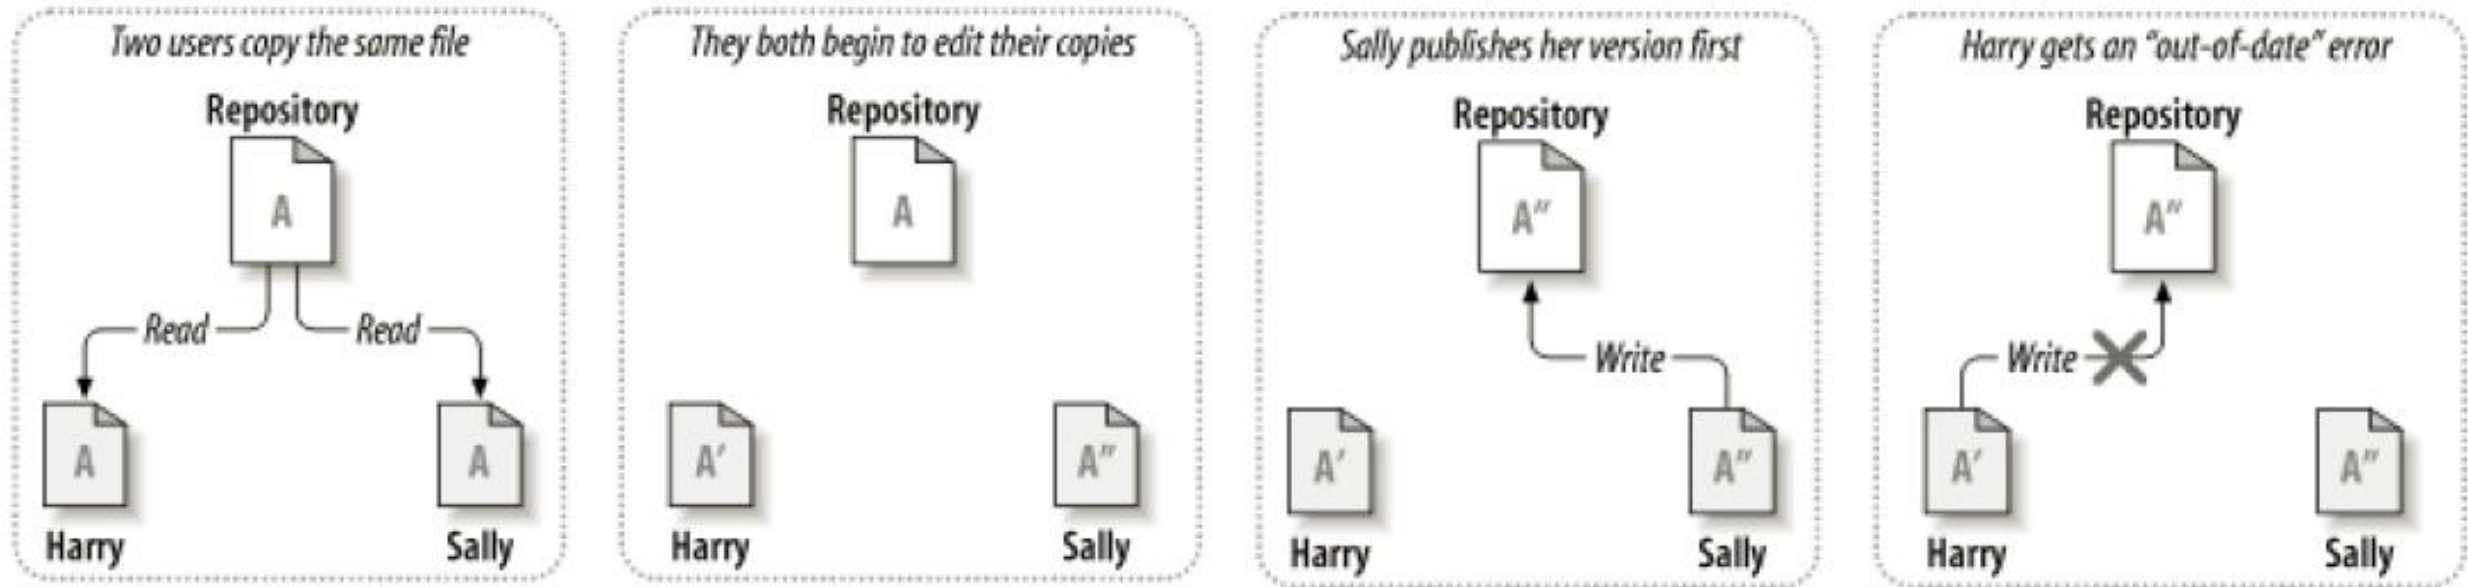 Two users copy the same file
Repository
A
Read
Read
A
A
Harry
Sally
They both begin to edit their copies
Repository
A
A′
A″
Harry
Sally
Sally publishes her version first
Repository
A″
Write
A′
A″
Harry
Sally
Harry gets an “out-of-date” error
Repository
A″
Write
A′
A″
Harry
Sally